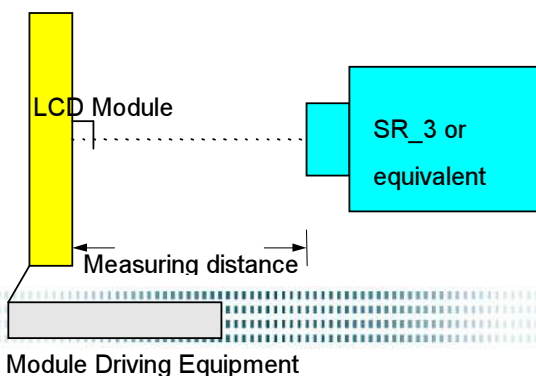 LCD Module
SR_3 or
equivalent
Measuring distance
Module Driving Equipment